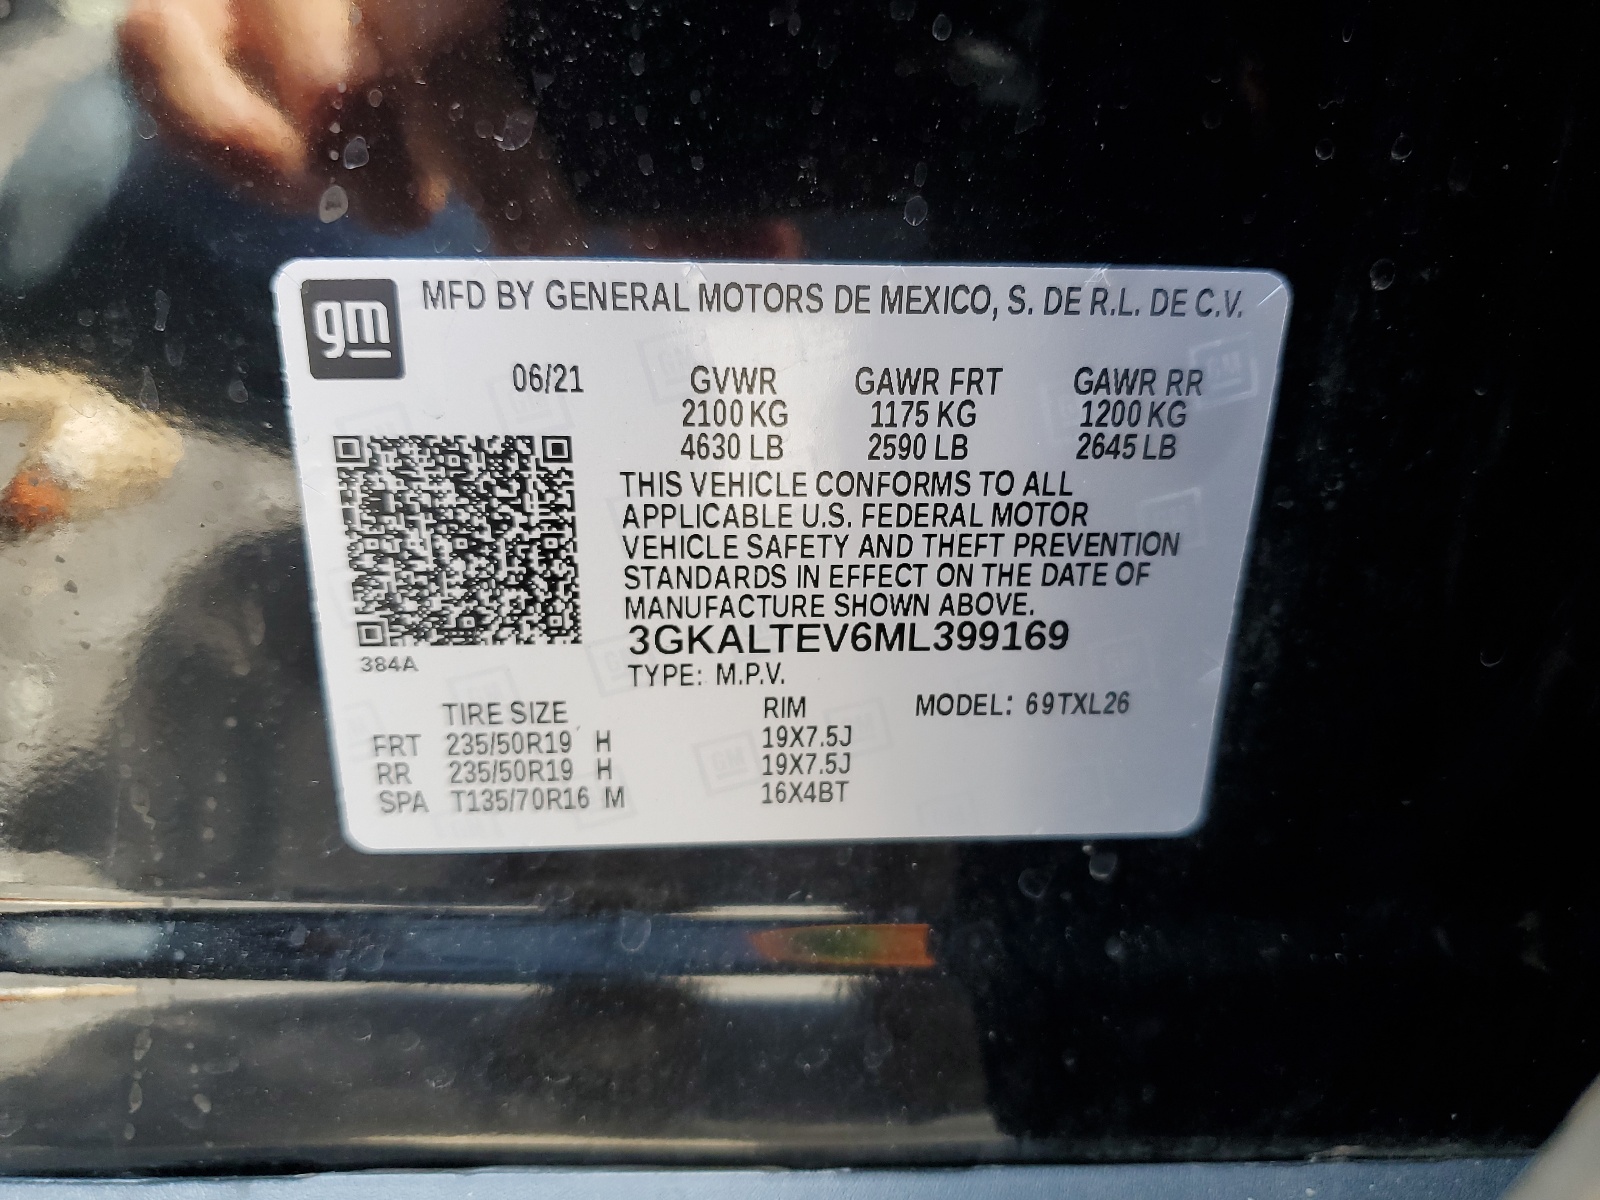 gm MFD BY GENERAL MOTORS DE MEXICO, S. DE R.L. DE C.V.
06/21 GVWR GAWR FRT GAWR RR
2100 KG 1175 KG 1200 KG
4630 LB 2590 LB 2645 LB
THIS VEHICLE CONFORMS TO ALL
APPLICABLE U.S. FEDERAL MOTOR
VEHICLE SAFETY AND THEFT PREVENTION
STANDARDS IN EFFECT ON THE DATE OF
MANUFACTURE SHOWN ABOVE.
3GKALTEV6ML399169
384A
TYPE: M.P.V.
TIRE SIZE RIM MODEL: 69TXL26
FRT 235/50R19 H 19X7.5J
RR 235/50R19 H 19X7.5J
SPA T135/70R16 M 16X4BT